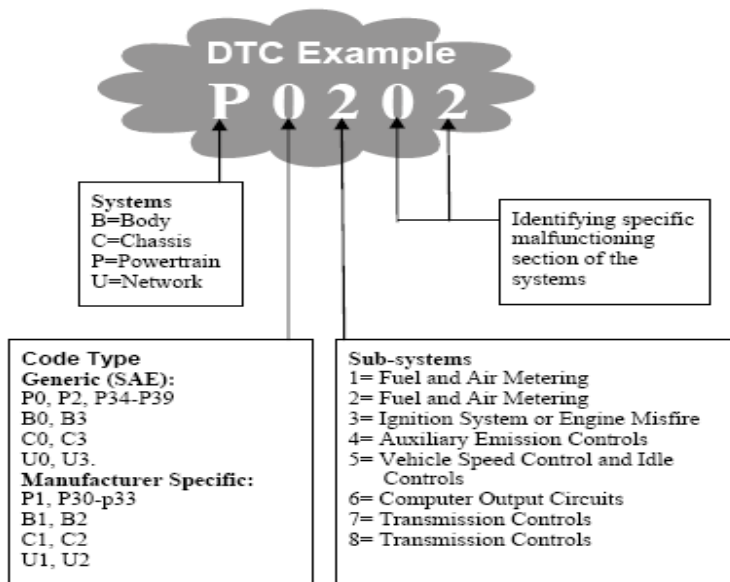 DTC Example
P 0 2 0 2
Systems
B=Body
C=Chassis
P=Powertrain
U=Network
Identifying specific
malfunctioning
section of the
systems
Code Type
Generic (SAE):
P0, P2, P34-P39
B0, B3
C0, C3
U0, U3.
Manufacturer Specific:
P1, P30-p33
B1, B2
C1, C2
U1, U2
Sub-systems
1= Fuel and Air Metering
2= Fuel and Air Metering
3= Ignition System or Engine Misfire
4= Auxiliary Emission Controls
5= Vehicle Speed Control and Idle
Controls
6= Computer Output Circuits
7= Transmission Controls
8= Transmission Controls